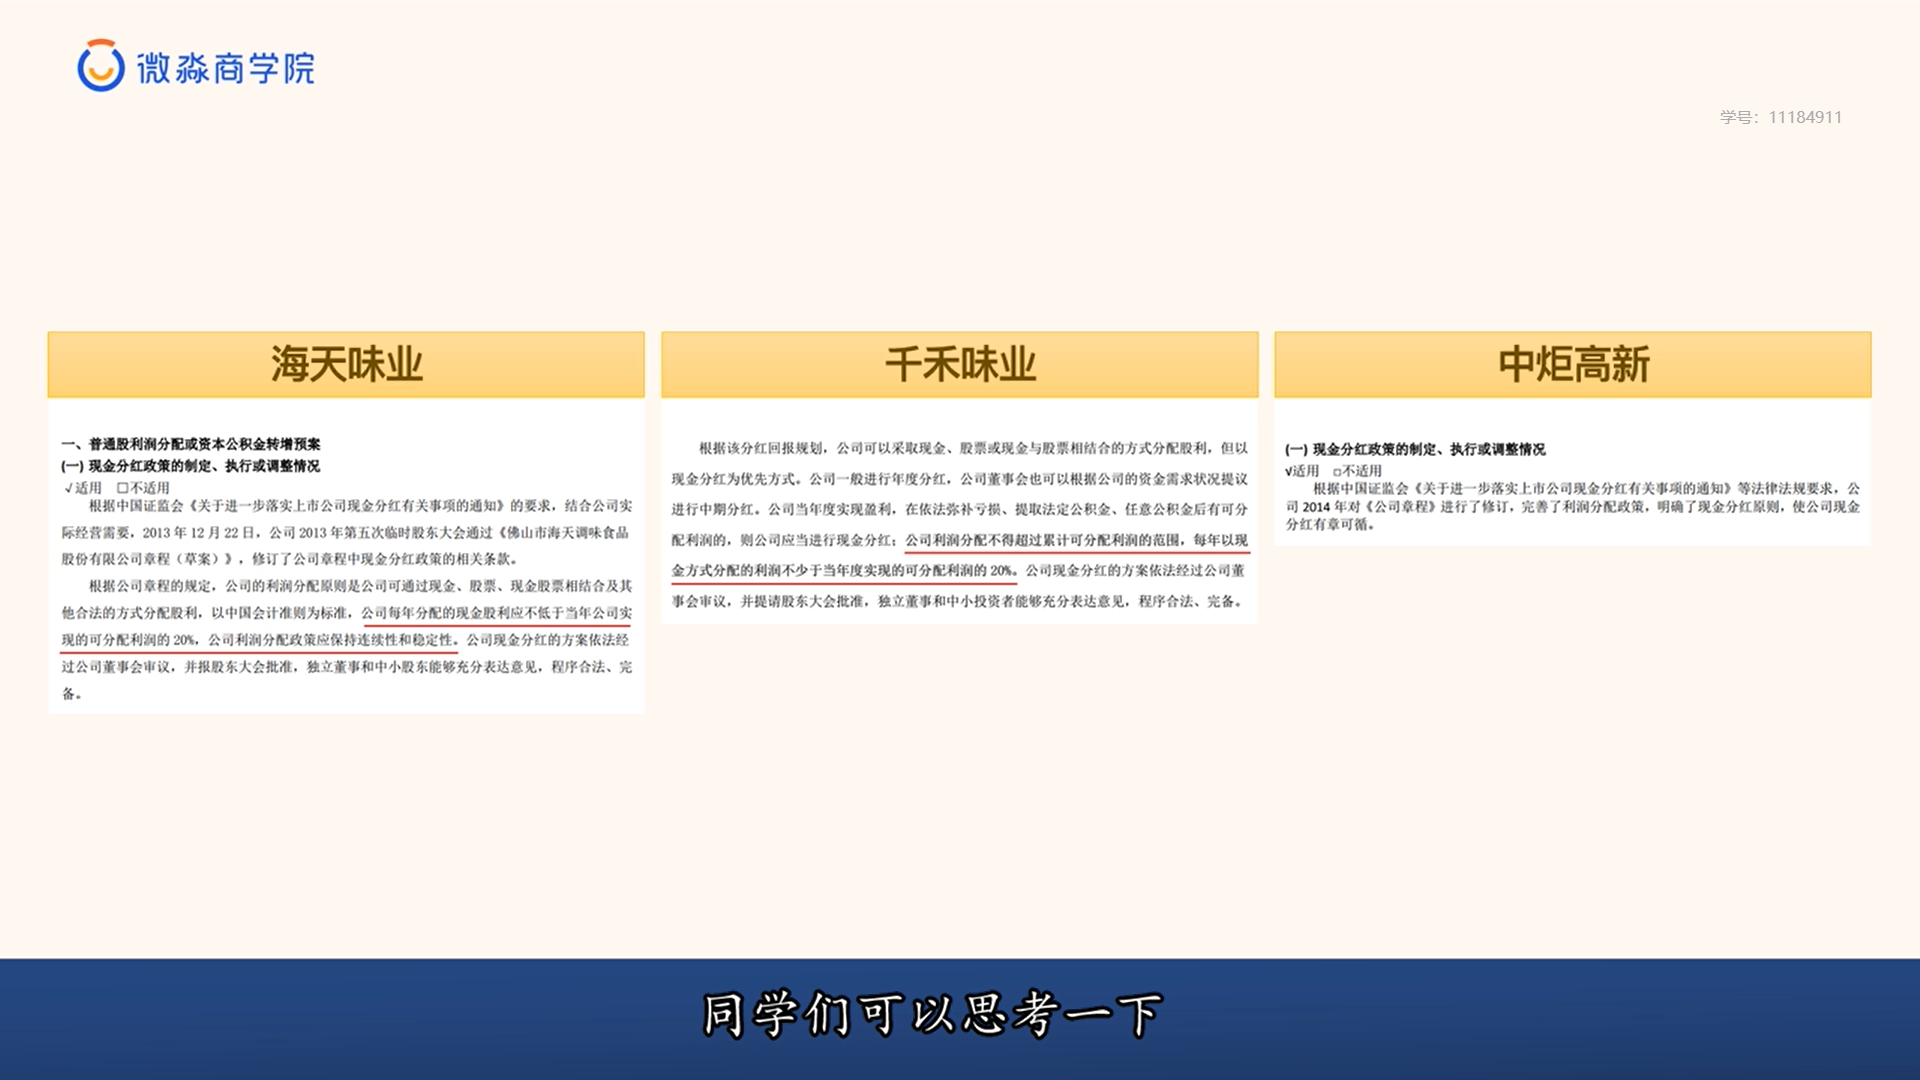 微淼商学院
学号：11184911
海天味业
一、普通股利润分配或资本公积金转增预案
(一) 现金分红政策的制定、执行或调整情况
√适用 □不适用
根据中国证监会《关于进一步落实上市公司现金分红有关事项的通知》的要求，结合公司实
际经营需要，2013 年 12 月 22 日，公司 2013 年第五次临时股东大会通过《佛山市海天调味食品
股份有限公司章程（草案）》，修订了公司章程中现金分红政策的相关条款。
根据公司章程的规定，公司的利润分配原则是公司可通过现金、股票、现金股票相结合及其
他合法的方式分配股利，以中国会计准则为标准，公司每年分配的现金股利应不低于当年公司实
现的可分配利润的 20%，公司利润分配政策应保持连续性和稳定性。公司现金分红的方案依法经
过公司董事会审议，并报股东大会批准，独立董事和中小股东能够充分表达意见，程序合法、完
备。
千禾味业
根据该分红回报规划，公司可以采取现金、股票或现金与股票相结合的方式分配股利，但以
现金分红为优先方式。公司一般进行年度分红，公司董事会也可以根据公司的资金需求状况提议
进行中期分红。公司当年度实现盈利，在依法弥补亏损、提取法定公积金、任意公积金后有可分
配利润的，则公司应当进行现金分红；公司利润分配不得超过累计可分配利润的范围，每年以现
金方式分配的利润不少于当年度实现的可分配利润的 20%。公司现金分红的方案依法经过公司董
事会审议，并提请股东大会批准，独立董事和中小投资者能够充分表达意见，程序合法、完备。
中炬高新
(一) 现金分红政策的制定、执行或调整情况
√适用 □不适用
根据中国证监会《关于进一步落实上市公司现金分红有关事项的通知》等法律法规要求，公
司 2014 年对《公司章程》进行了修订，完善了利润分配政策，明确了现金分红原则，使公司现金
分红有章可循。
同学们可以思考一下